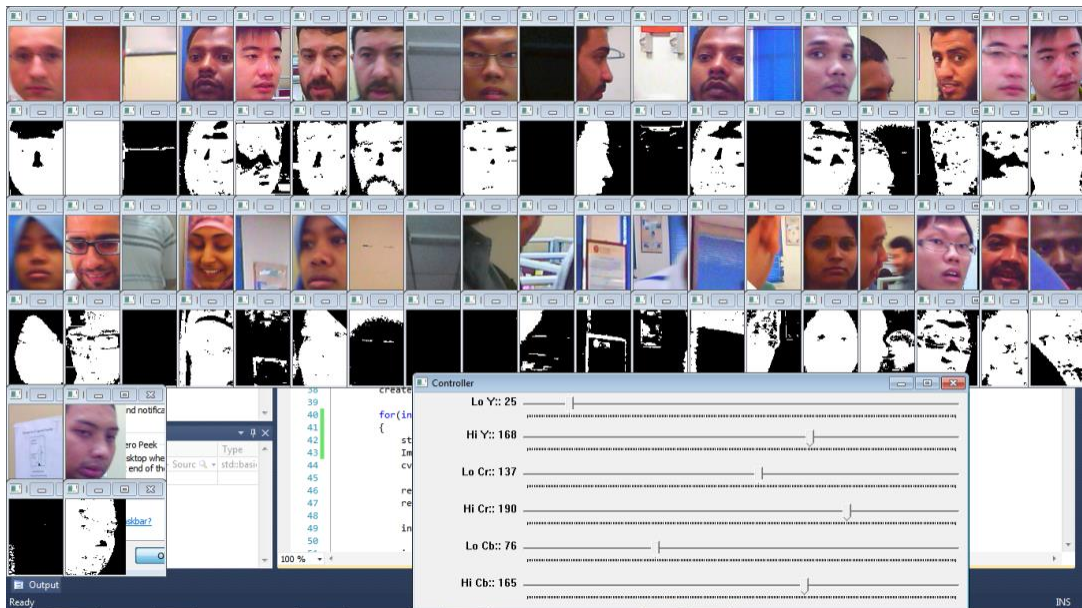 Controller
Lo Y:: 25
Hi Y:: 168
Lo Cr:: 137
Hi Cr:: 190
Lo Cb:: 76
Hi Cb:: 165
38 create
39
40 for(in
41 {
42 st
43 Im
44 cv
45
46 re
47 re
48
49 in
50
100 %
nd notifica
ero Peek
sktop whe
end of the
skbar?
O
Type
Sourc
std::basi
Output
Ready
INS